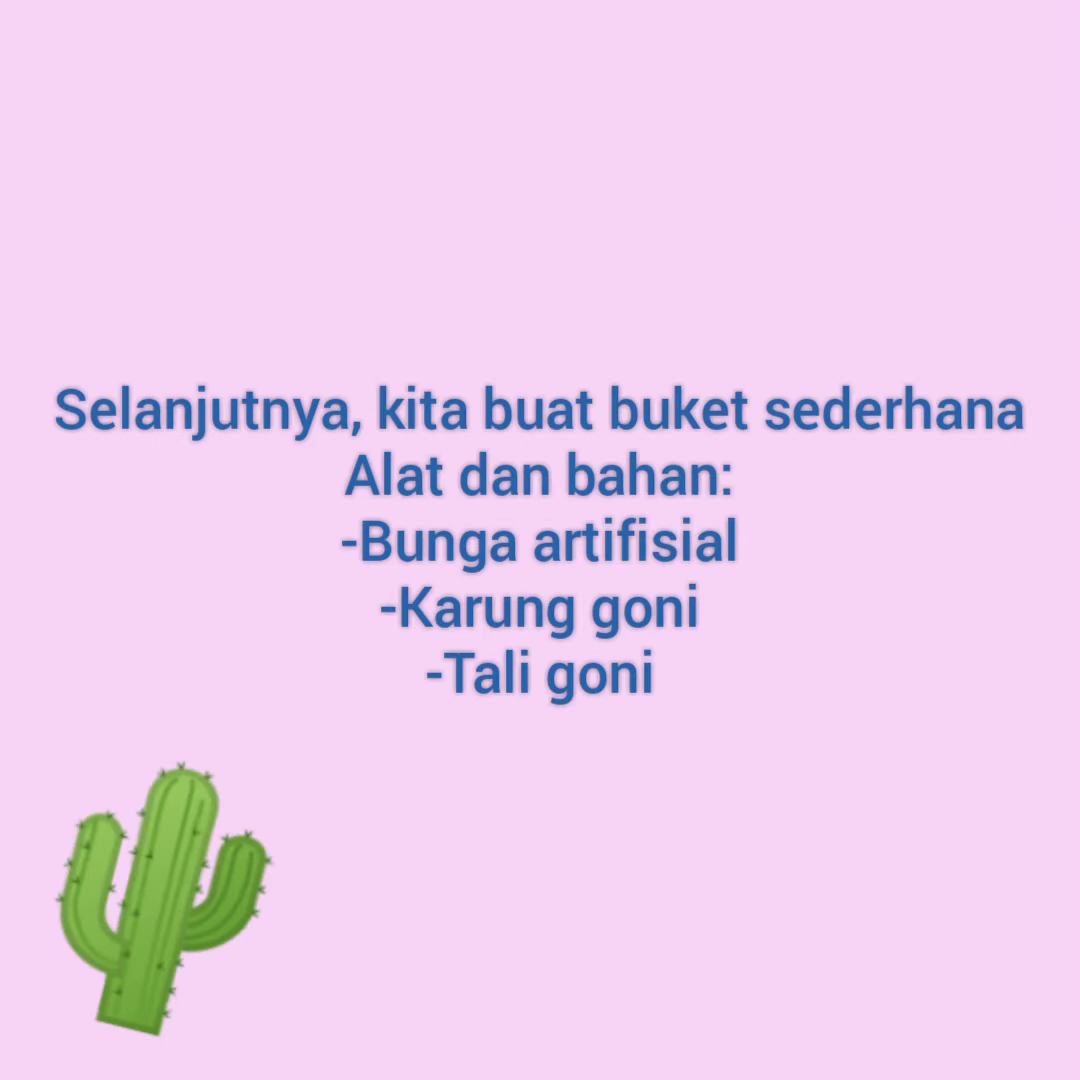 Selanjutnya, kita buat buket sederhana
Alat dan bahan:
-Bunga artifisial
-Karung goni
-Tali goni